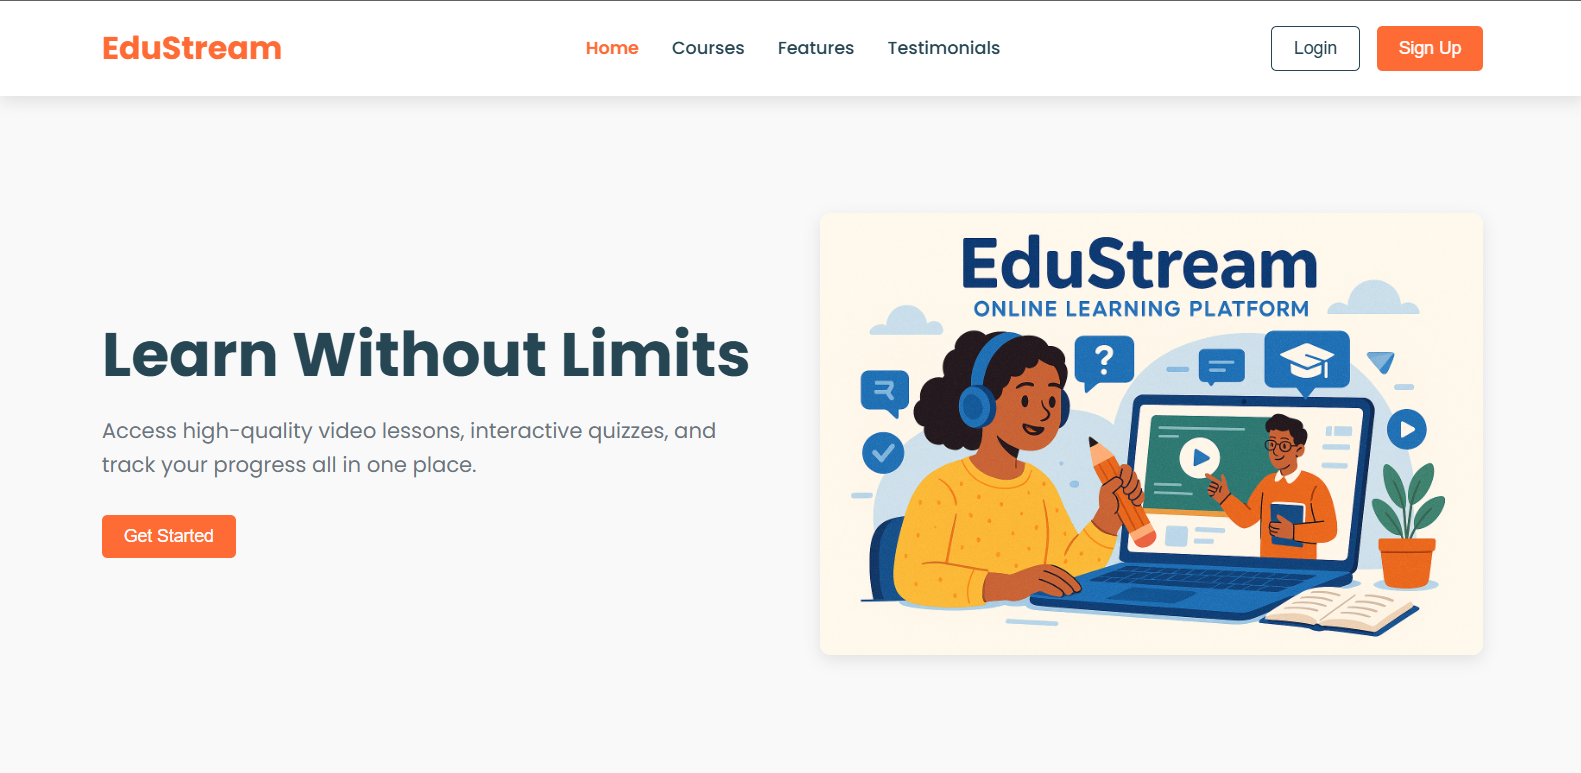 EduStream
Home Courses Features Testimonials
Login Sign Up
Learn Without Limits
Access high-quality video lessons, interactive quizzes, and
track your progress all in one place.
Get Started
EduStream
ONLINE LEARNING PLATFORM
?